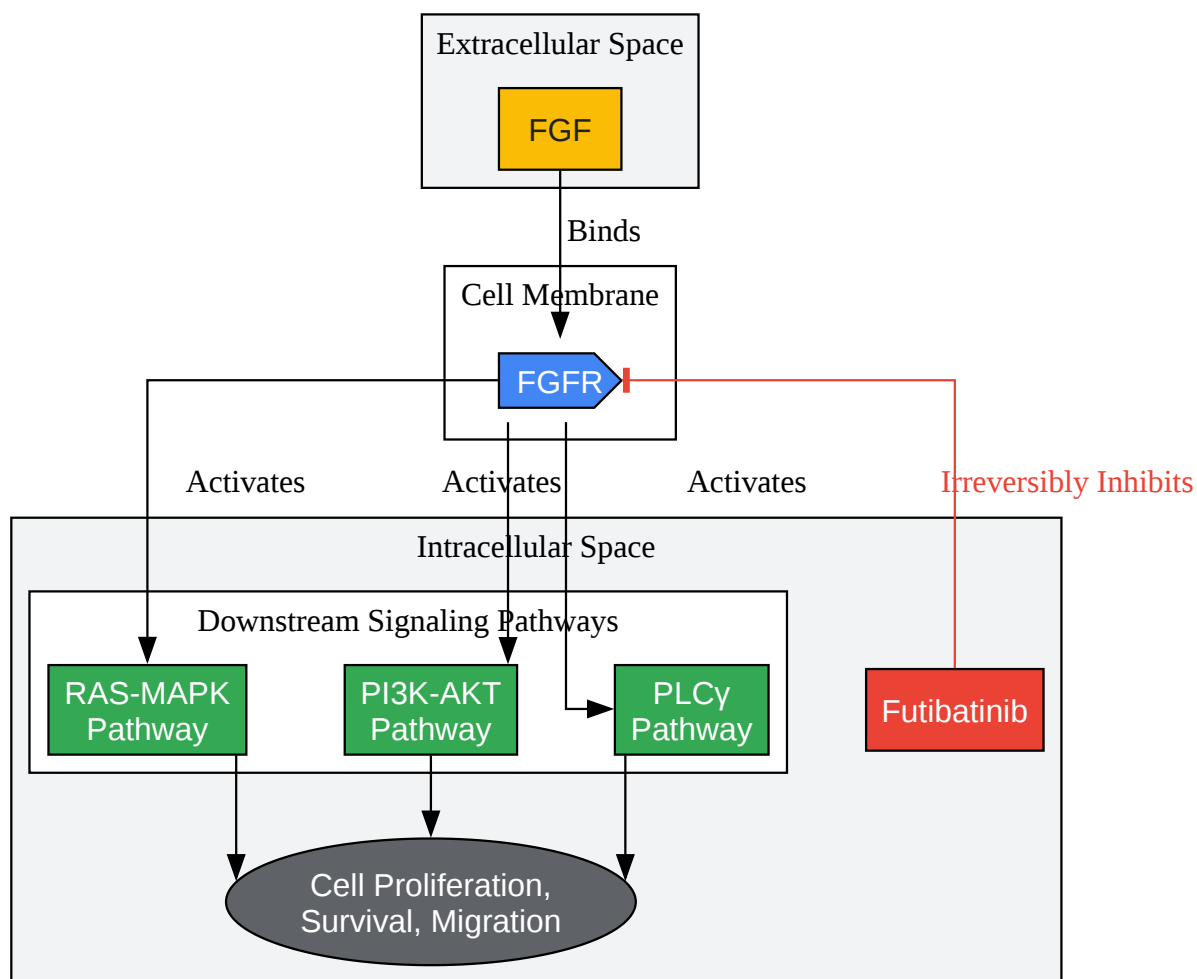 Extracellular Space
FGF
Binds
Cell Membrane
FGFR
Activates
Activates
Activates
Irreversibly Inhibits
Intracellular Space
Downstream Signaling Pathways
RAS-MAPK
Pathway
PI3K-AKT
Pathway
PLCγ
Pathway
Futibatinib
Cell Proliferation,
Survival, Migration